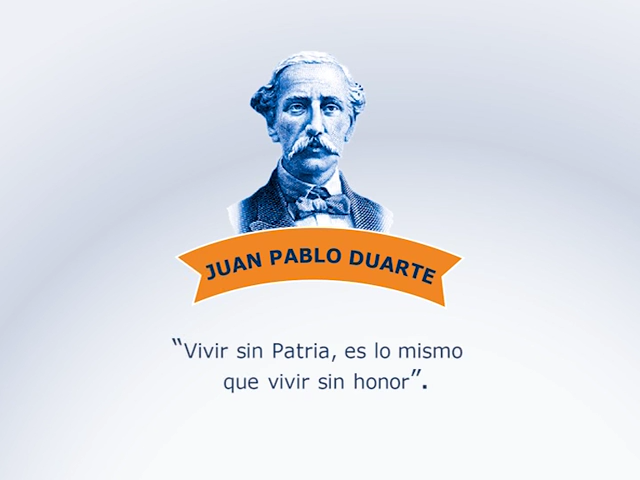 JUAN PABLO DUARTE
“Vivir sin Patria, es lo mismo
que vivir sin honor”.